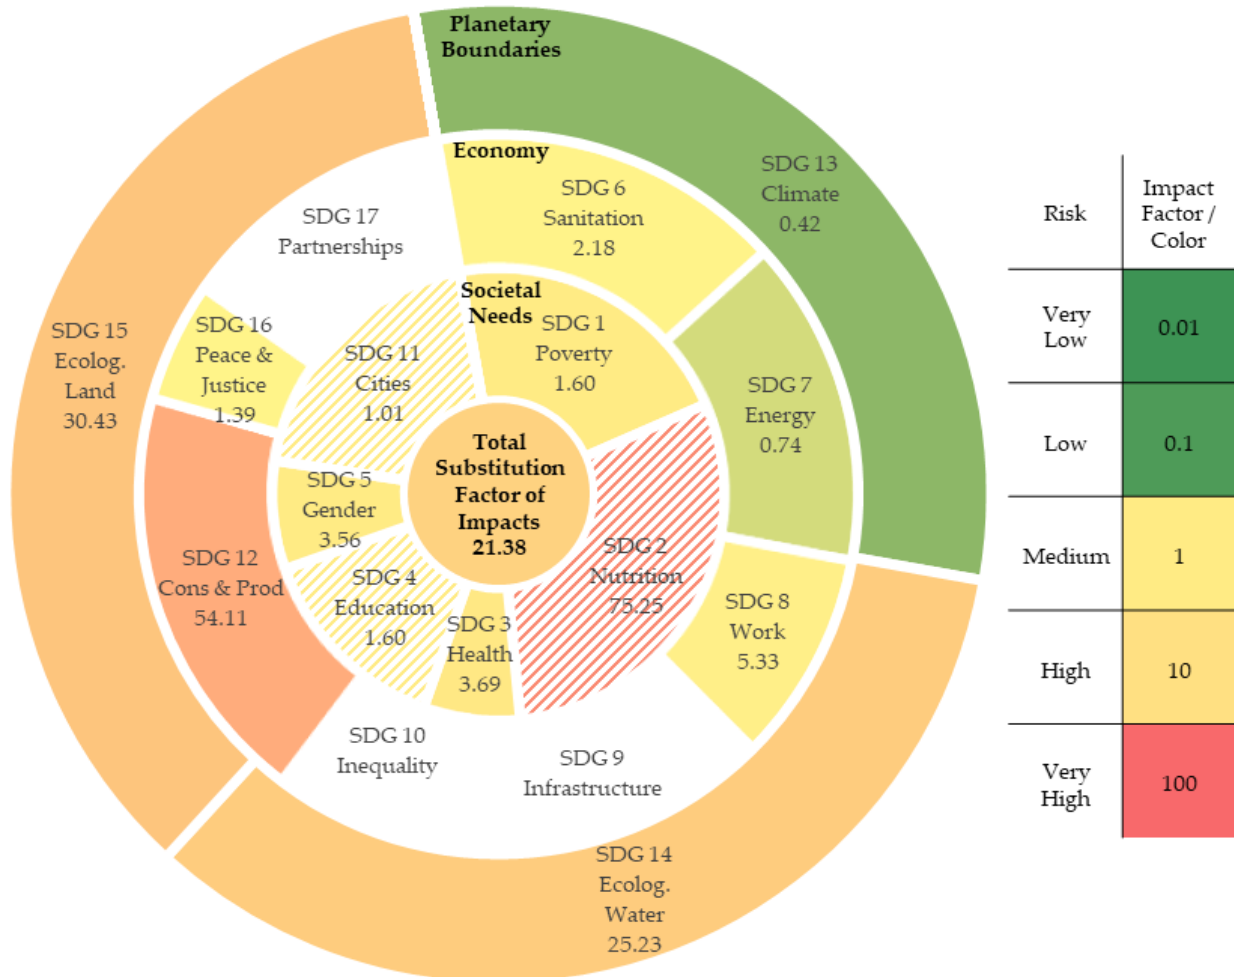 Planetary
Boundaries
SDG 13
Climate
0.42
SDG 14
Ecolog.
Water
25.23
SDG 15
Ecolog.
Land
30.43
Economy
SDG 6
Sanitation
2.18
SDG 7
Energy
0.74
SDG 8
Work
5.33
SDG 9
Infrastructure
SDG 10
Inequality
SDG 12
Cons & Prod
54.11
SDG 16
Peace &
Justice
1.39
SDG 17
Partnerships
Societal
Needs
SDG 1
Poverty
1.60
SDG 2
Nutrition
75.25
SDG 3
Health
3.69
SDG 4
Education
1.60
SDG 5
Gender
3.56
SDG 11
Cities
1.01
Total
Substitution
Factor of
Impacts
21.38
Risk
Impact
Factor /
Color
Very
Low
0.01
Low
0.1
Medium
1
High
10
Very
High
100